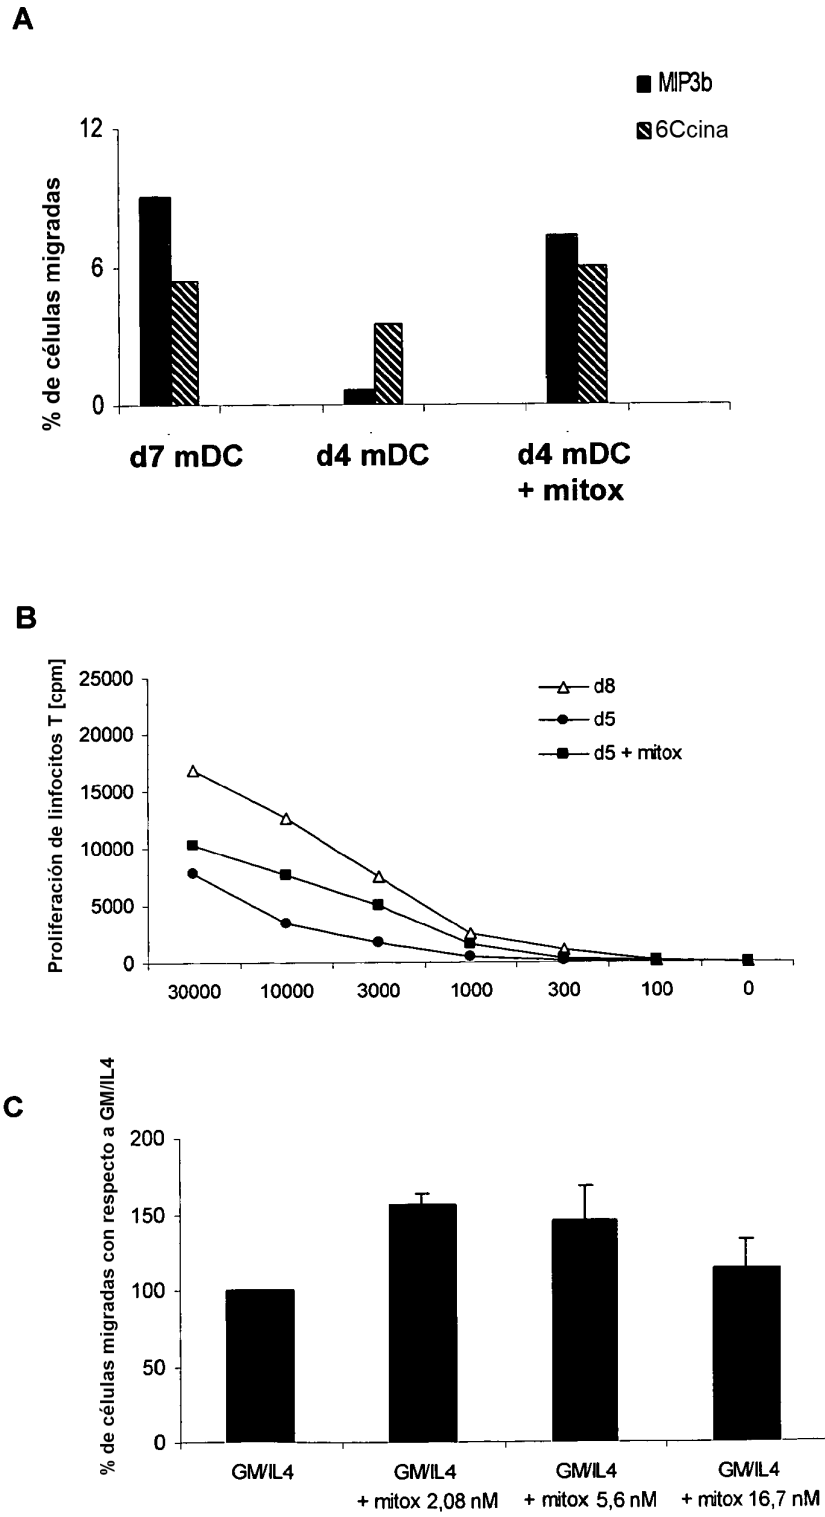 A
MIP3b
6Ccina
% de células migradas
12
6
0
d7 mDC
d4 mDC
d4 mDC
+ mitox
B
Proliferación de linfocitos T [cpm]
25000
20000
15000
10000
5000
0
d8
d5
d5 + mitox
30000
10000
3000
1000
300
100
0
C
% de células migradas con respecto a GM/IL4
200
150
100
50
0
GM/IL4
GM/IL4
+ mitox 2,08 nM
GM/IL4
+ mitox 5,6 nM
GM/IL4
+ mitox 16,7 nM